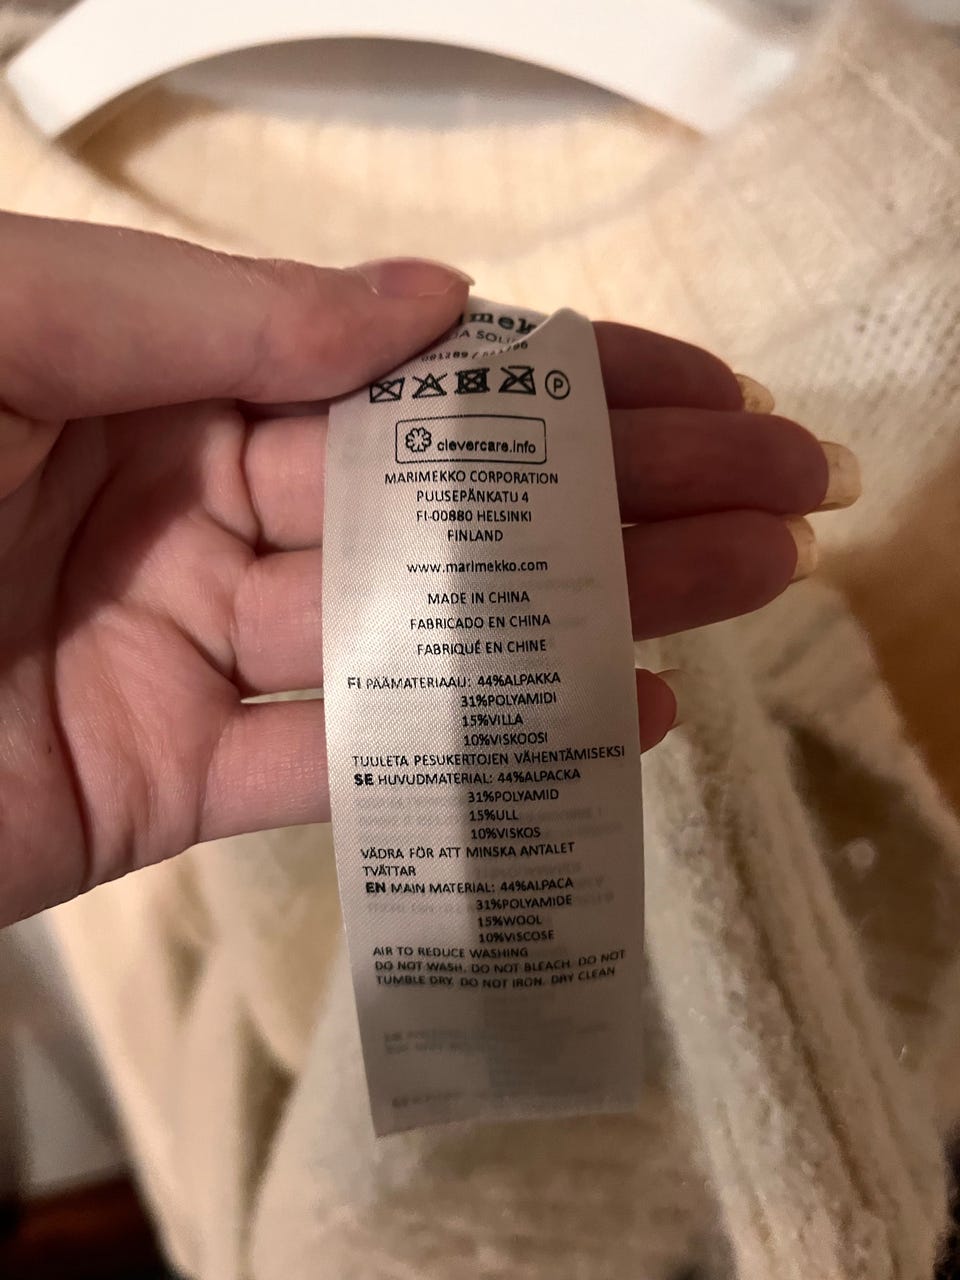 clevercare.info
MARIMEKKO CORPORATION
PUUSEPÄNKATU 4
FI-00880 HELSINKI
FINLAND
www.marimekko.com
MADE IN CHINA
FABRICADO EN CHINA
FABRIQUÉ EN CHINE
FI PÄÄMATERIAALI: 44%ALPAKKA
31%POLYAMIDI
15%VILLA
10%VISKOOSI
TUULETA PESUKERTOJEN VÄHENTÄMISEKSI
SE HUVUDMATERIAL: 44%ALPACKA
31%POLYAMID
15%ULL
10%VISKOS
VÄDRA FÖR ATT MINSKA ANTALET
TVÄTTAR
EN MAIN MATERIAL: 44%ALPACA
31%POLYAMIDE
15%WOOL
10%VISCOSE
AIR TO REDUCE WASHING
DO NOT WASH. DO NOT BLEACH. DO NOT
TUMBLE DRY. DO NOT IRON. DRY CLEAN